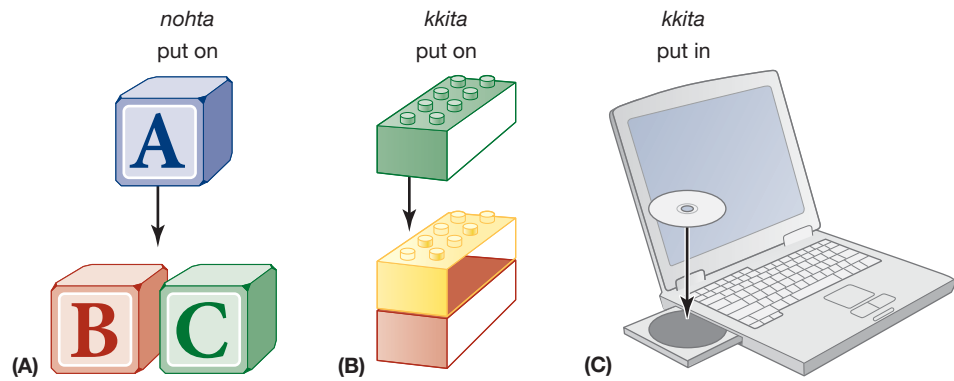 nohta
put on
kkita
put on
kkita
put in
A
B
C
(A)
(B)
(C)